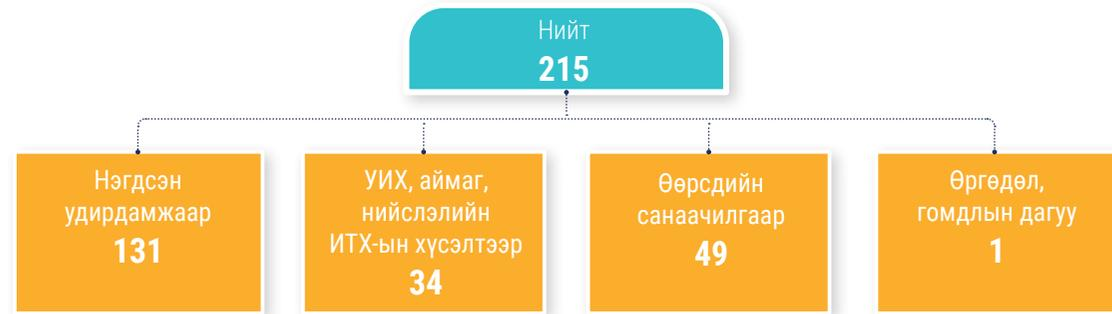 Нийт
215
Нэгдсэн
удирдамжаар
131
УИХ, аймаг,
нийслэлийн
ИТХ-ын хүсэлтээр
34
Өөрсдийн
санаачилгаар
49
Өргөдөл,
гомдлын дагуу
1